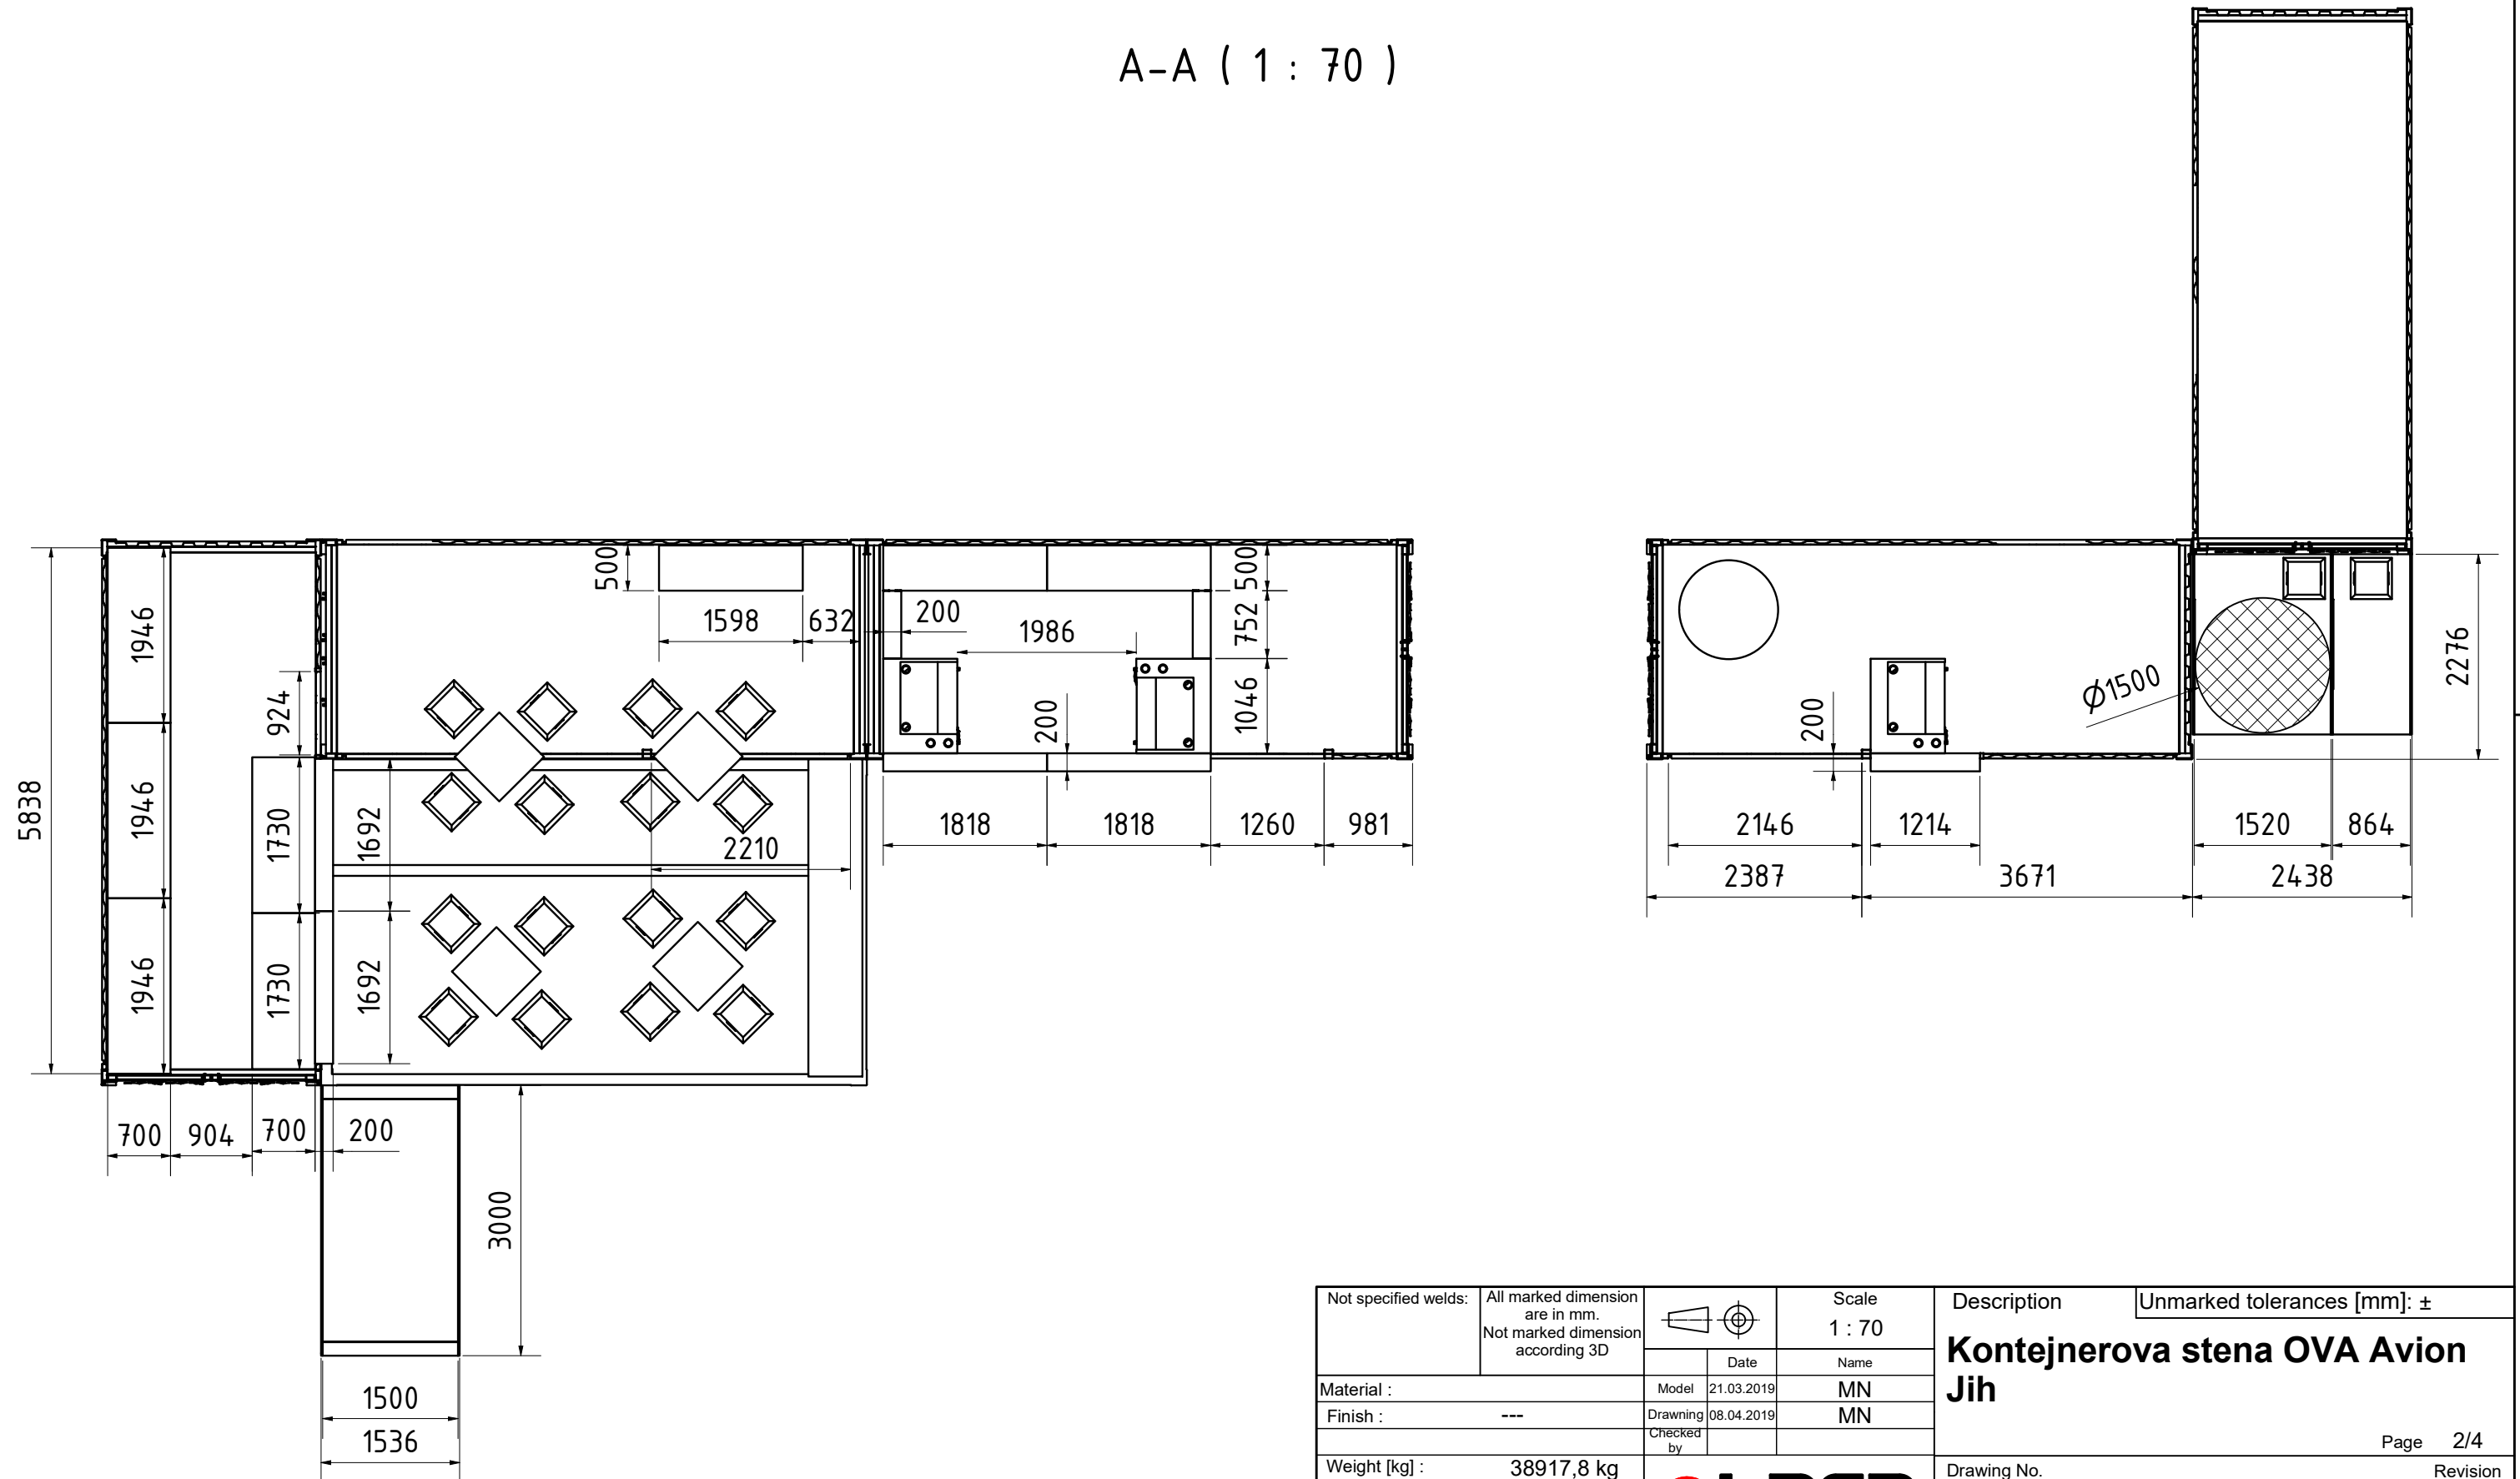 A-A ( 1 : 70 )
5838
1946
1946
1946
924
1730
1730
1692
1692
500
1598
632
2210
200
1986
500
752
1046
200
1818
1818
1260
981
700
904
700
200
3000
1500
1536
200
2146
1214
2387
3671
Ø1500
2276
1520
864
2438
Not specified welds:
All marked dimension
are in mm.
Not marked dimension
according 3D
Scale
1 : 70
Date
Name
Model
21.03.2019
MN
Drawning
08.04.2019
MN
Checked
by
Material :
Finish :
---
Weight [kg] :
38917,8 kg
Description
Unmarked tolerances [mm]: ±
Kontejnerova stena OVA Avion
Jih
Page
2/4
Drawing No.
Revision